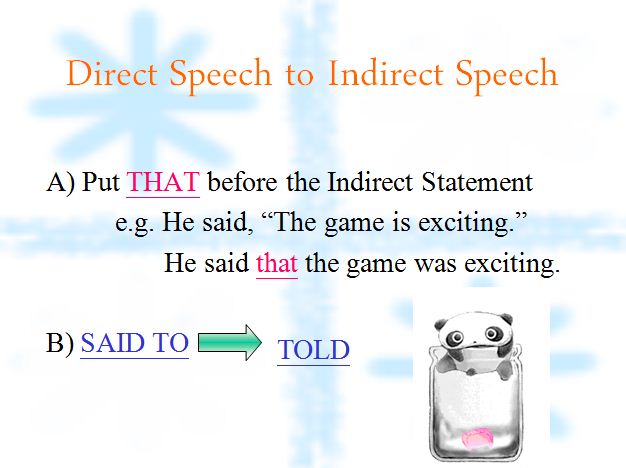 Direct Speech to Indirect Speech
A) Put THAT before the Indirect Statement
e.g. He said, “The game is exciting.”
He said that the game was exciting.
B) SAID TO TOLD